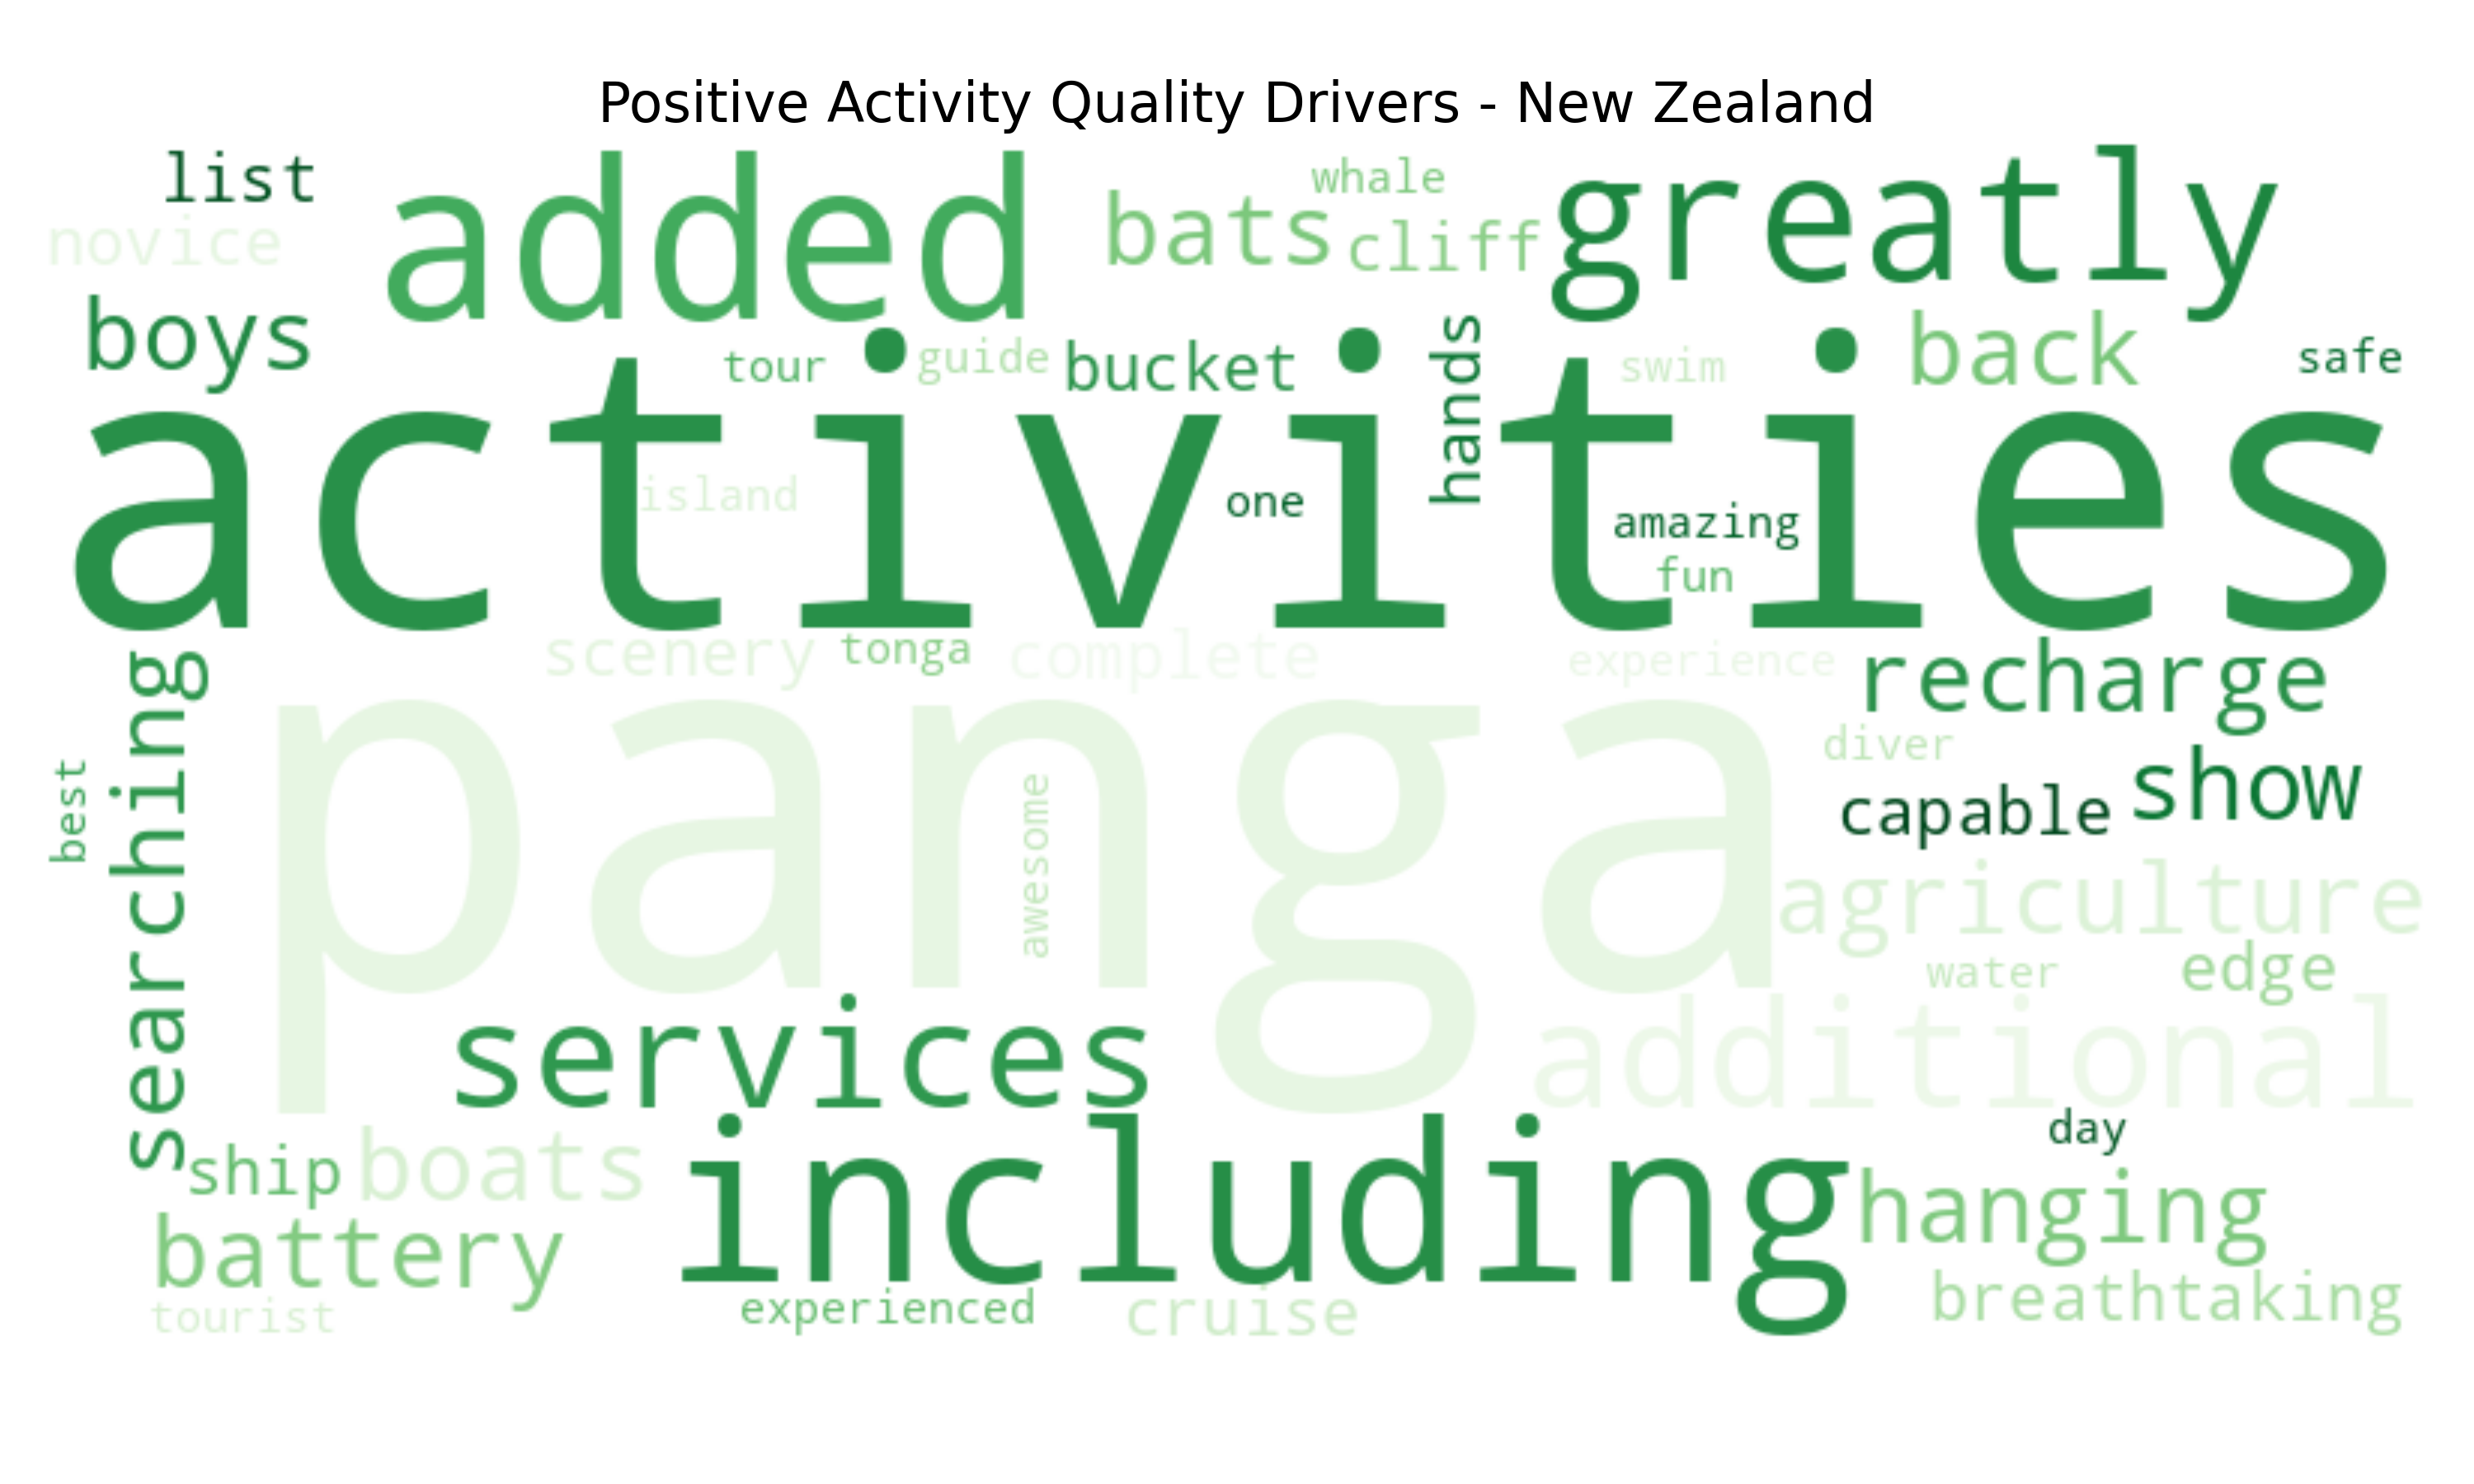 Positive Activity Quality Drivers - New Zealand
list
added
whale
greatly
novice
bats
cliff
boys
tour
guide
bucket
hands
swim
back
safe
activities
island
one
amazing
fun
scenery
tonga
complete
experience
recharge
searching
best
panga
awesome
diver
show
capable
agriculture
water
edge
services
additional
day
ship
boats
including
hanging
battery
breathtaking
tourist
experienced
cruise